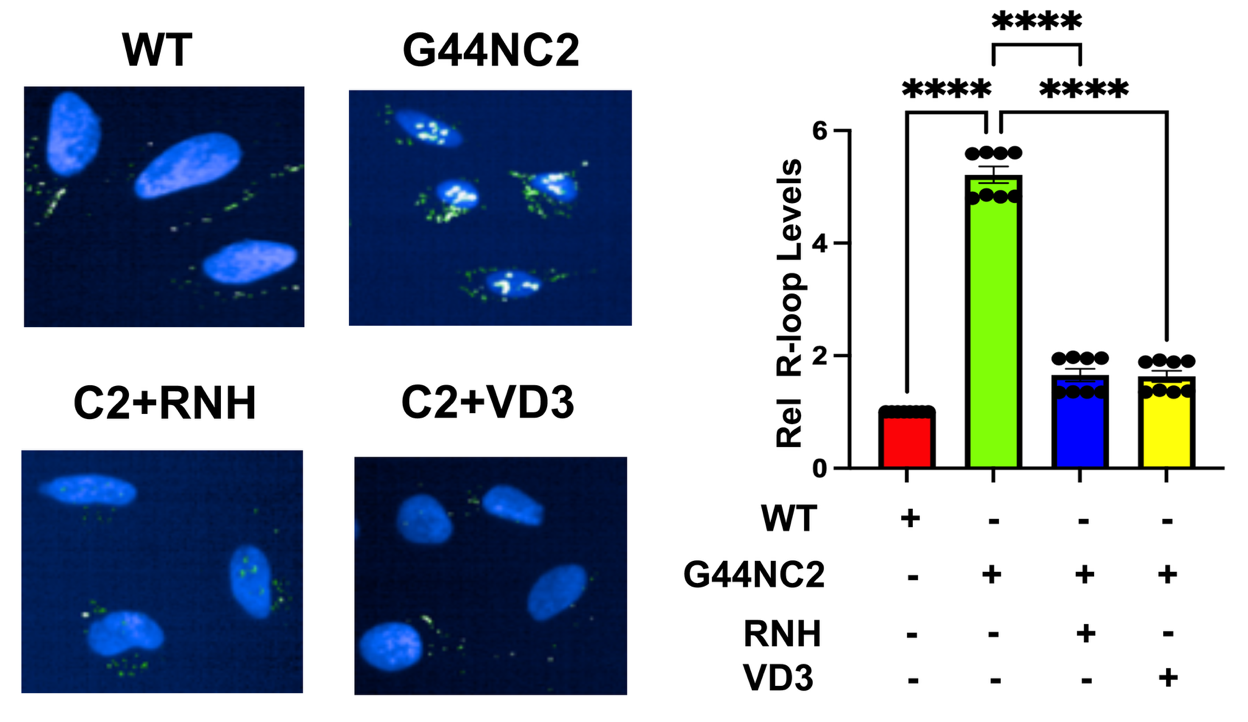 WT
G44NC2
C2+RNH
C2+VD3
****
**** ****
Rel R-loop Levels
6
4
2
0
WT + - - -
G44NC2 - + + +
RNH - - + -
VD3 - - - +